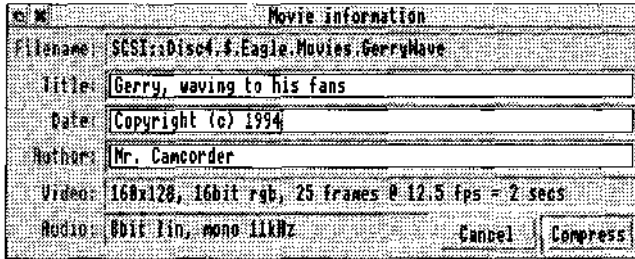 Movie information
Filename: SCSI::Disc4.$.Eagle.Movies.GerryWave
Title: Gerry, waving to his fans
Date: Copyright (c) 1994
Author: Mr. Camcorder
Video: 160x128, 16bit rgb, 25 frames @ 12.5 fps = 2 secs
Audio: 8bit lin, mono 11kHz
Cancel Compress